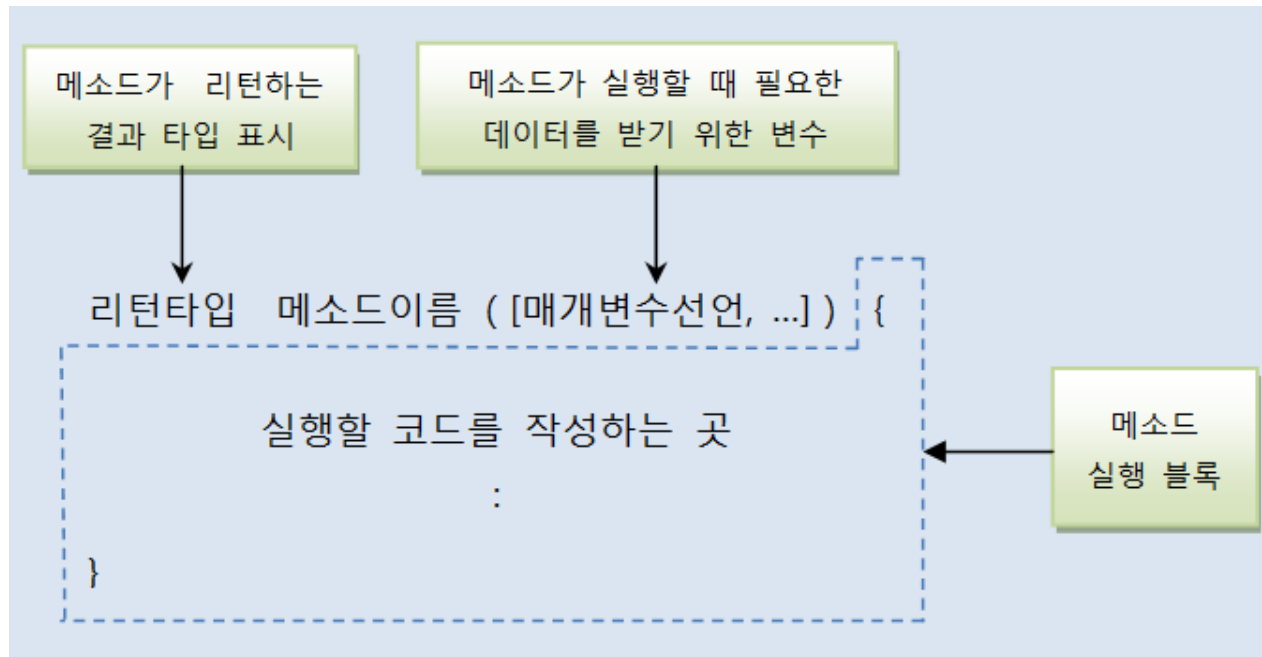 메소드가 리턴하는
결과 타입 표시
메소드가 실행할 때 필요한
데이터를 받기 위한 변수
리턴타입 메소드이름 ( [매개변수선언, ...] ) {
실행할 코드를 작성하는 곳
:
}
메소드
실행 블록